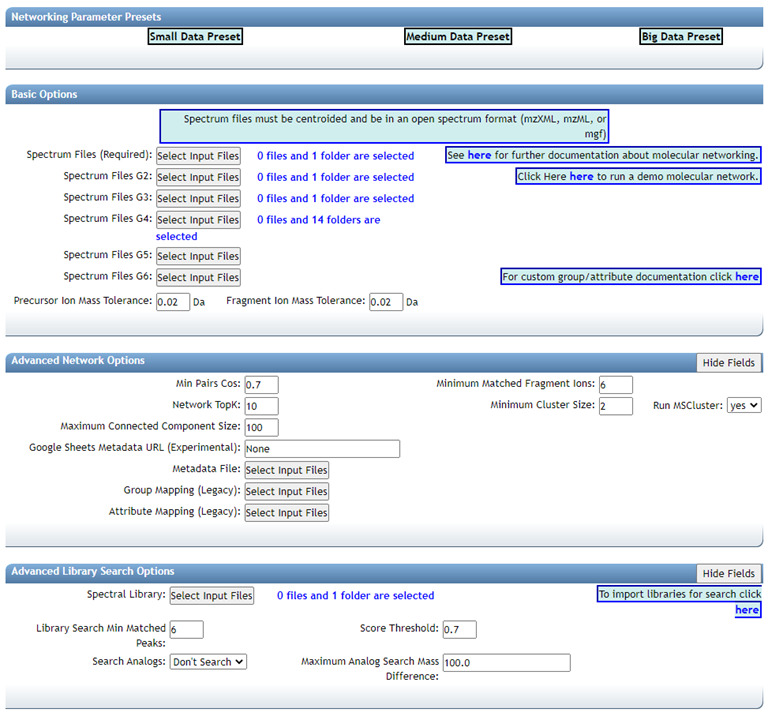 Networking Parameter Presets
Small Data Preset Medium Data Preset Big Data Preset
Basic Options
Spectrum files must be centroided and be in an open spectrum format (mzXML, mzML, or
mgf)
Spectrum Files (Required): Select Input Files 0 files and 1 folder are selected See here for further documentation about molecular networking.
Spectrum Files G2: Select Input Files 0 files and 1 folder are selected Click Here here to run a demo molecular network.
Spectrum Files G3: Select Input Files 0 files and 1 folder are selected
Spectrum Files G4: Select Input Files 0 files and 14 folders are
selected
Spectrum Files G5: Select Input Files
Spectrum Files G6: Select Input Files For custom group/attribute documentation click here
Precursor Ion Mass Tolerance: 0.02 Da Fragment Ion Mass Tolerance: 0.02 Da
Advanced Network Options Hide Fields
Min Pairs Cos: 0.7 Minimum Matched Fragment Ions: 6
Network TopK: 10 Minimum Cluster Size: 2 Run MSCluster: yes
Maximum Connected Component Size: 100
Google Sheets Metadata URL (Experimental): None
Metadata File: Select Input Files
Group Mapping (Legacy): Select Input Files
Attribute Mapping (Legacy): Select Input Files
Advanced Library Search Options Hide Fields
Spectral Library: Select Input Files 0 files and 1 folder are selected To import libraries for search click
here
Library Search Min Matched 6 Score Threshold: 0.7
Peaks:
Search Analogs: Don't Search Maximum Analog Search Mass 100.0
Difference: